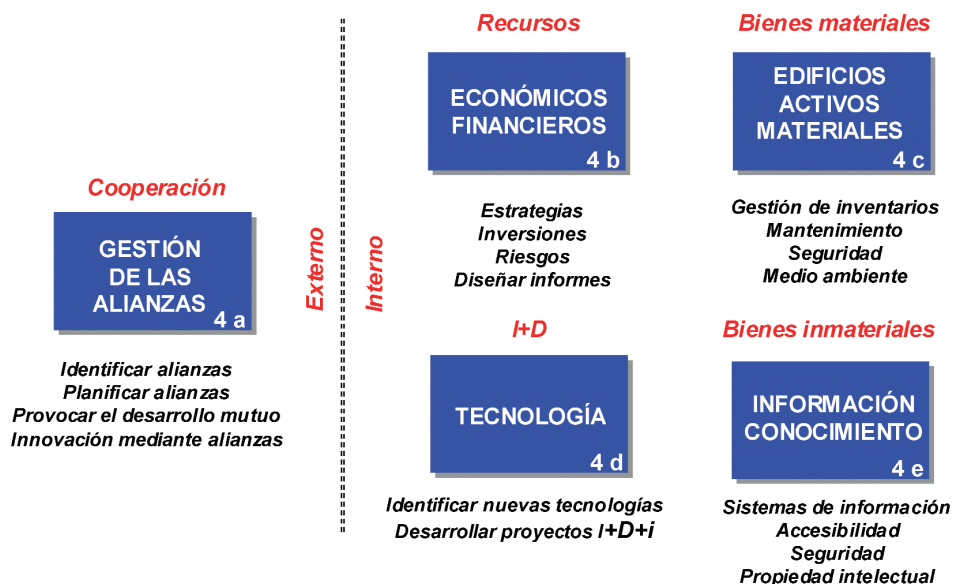 Cooperación
GESTIÓN
DE LAS
ALIANZAS
4 a
Identificar alianzas
Planificar alianzas
Provocar el desarrollo mutuo
Innovación mediante alianzas
Externo
Interno
Recursos
ECONÓMICOS
FINANCIEROS
4 b
Estrategias
Inversiones
Riesgos
Diseñar informes
Bienes materiales
EDIFICIOS
ACTIVOS
MATERIALES
4 c
Gestión de inventarios
Mantenimiento
Seguridad
Medio ambiente
I+D
TECNOLOGÍA
4 d
Identificar nuevas tecnologías
Desarrollar proyectos I+D+i
Bienes inmateriales
INFORMACIÓN
CONOCIMIENTO
4 e
Sistemas de información
Accesibilidad
Seguridad
Propiedad intelectual